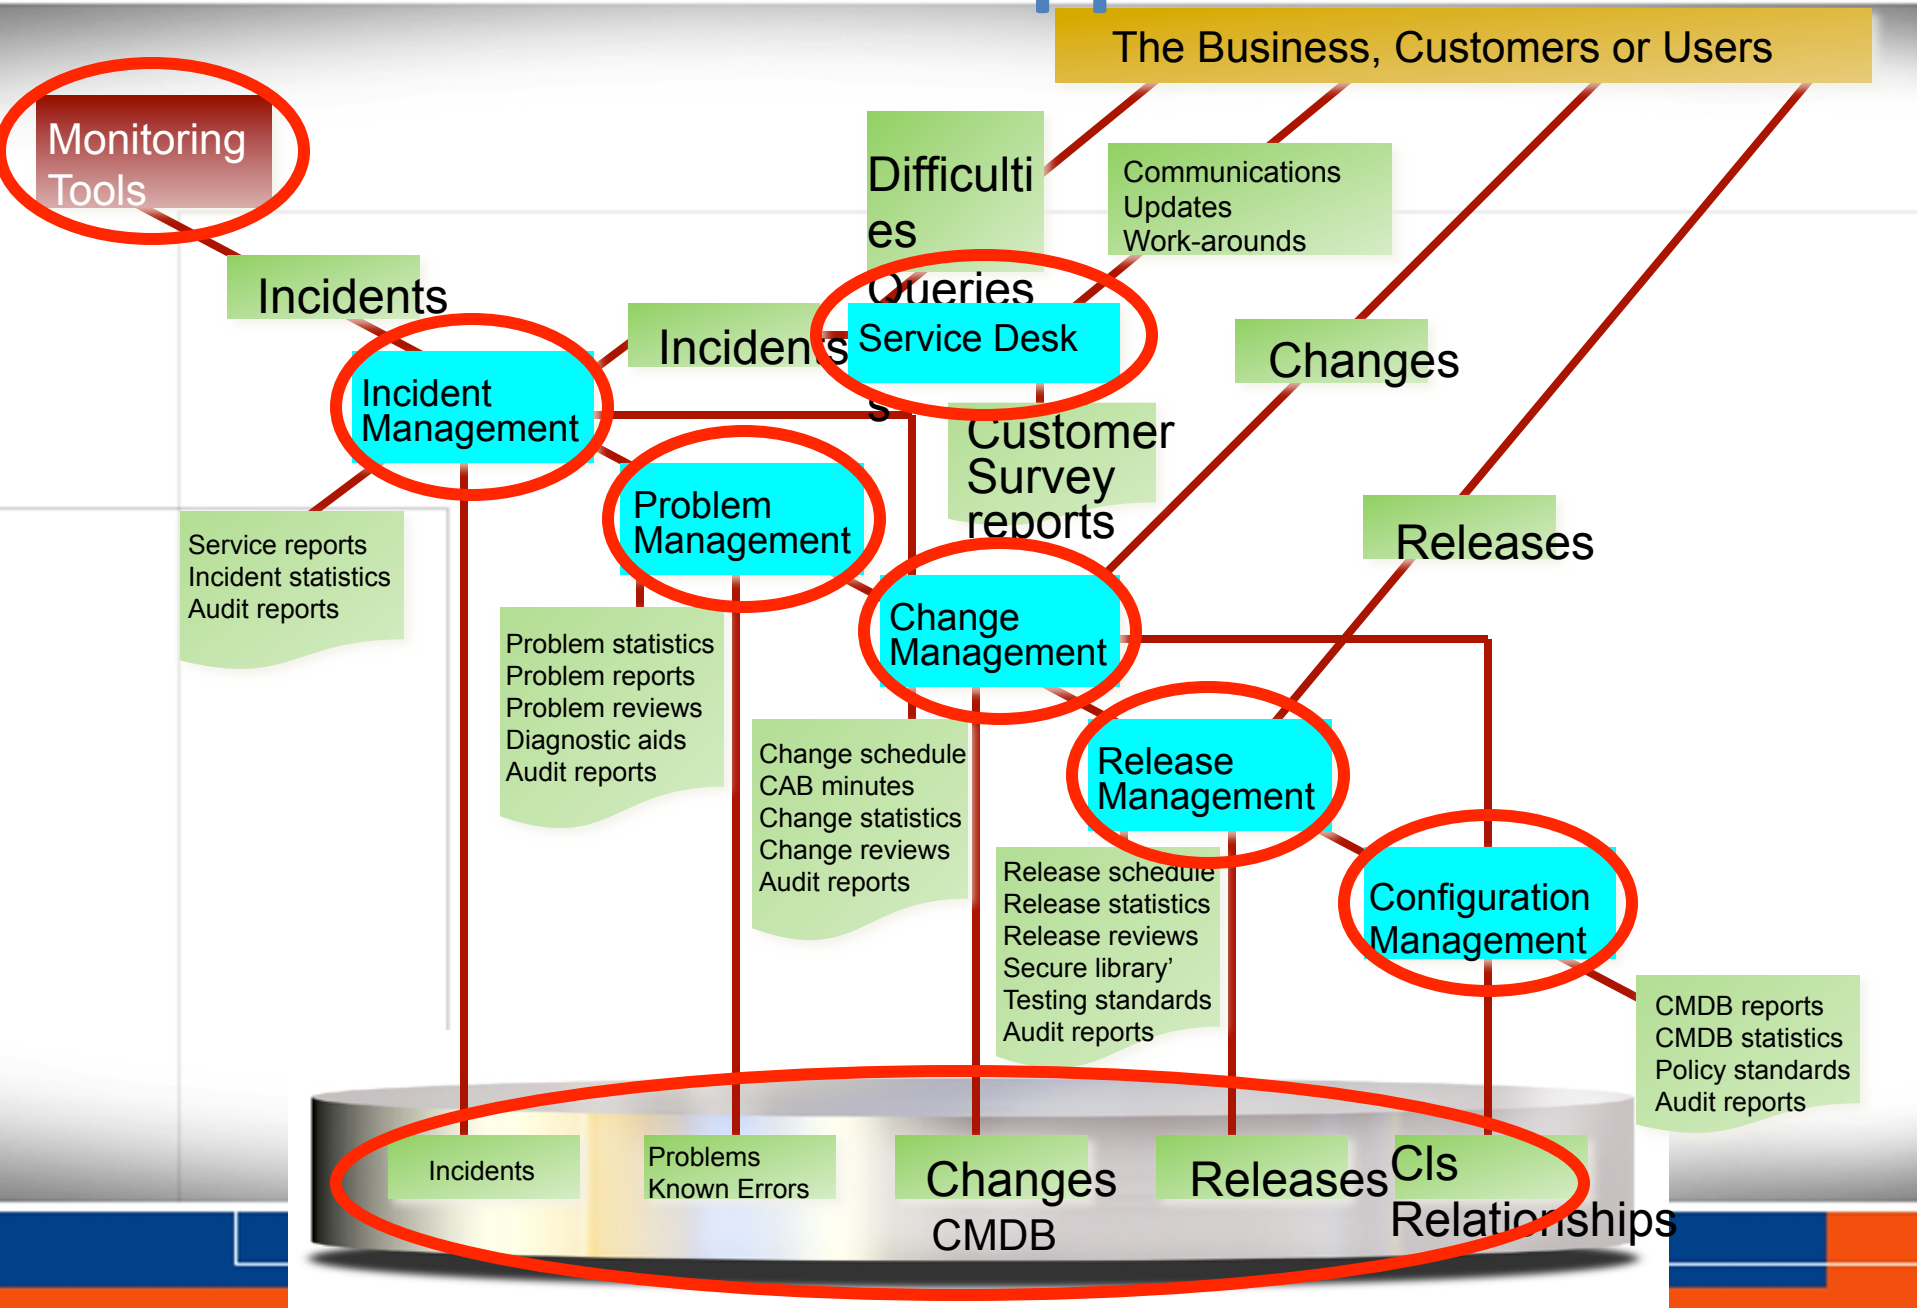 The Business, Customers or Users
Monitoring
Tools
Difficulti
es
Queries
s
Communications
Updates
Work-arounds
Incidents
Incidents
Service Desk
Changes
Incident
Management
Customer
Survey
reports
Problem
Management
Releases
Service reports
Incident statistics
Audit reports
Problem statistics
Problem reports
Problem reviews
Diagnostic aids
Audit reports
Change
Management
Change schedule
CAB minutes
Change statistics
Change reviews
Audit reports
Release
Management
Release schedule
Release statistics
Release reviews
Secure library’
Testing standards
Audit reports
Configuration
Management
CMDB reports
CMDB statistics
Policy standards
Audit reports
Incidents
Problems
Known Errors
Changes
Releases
CIs
Relationships
CMDB